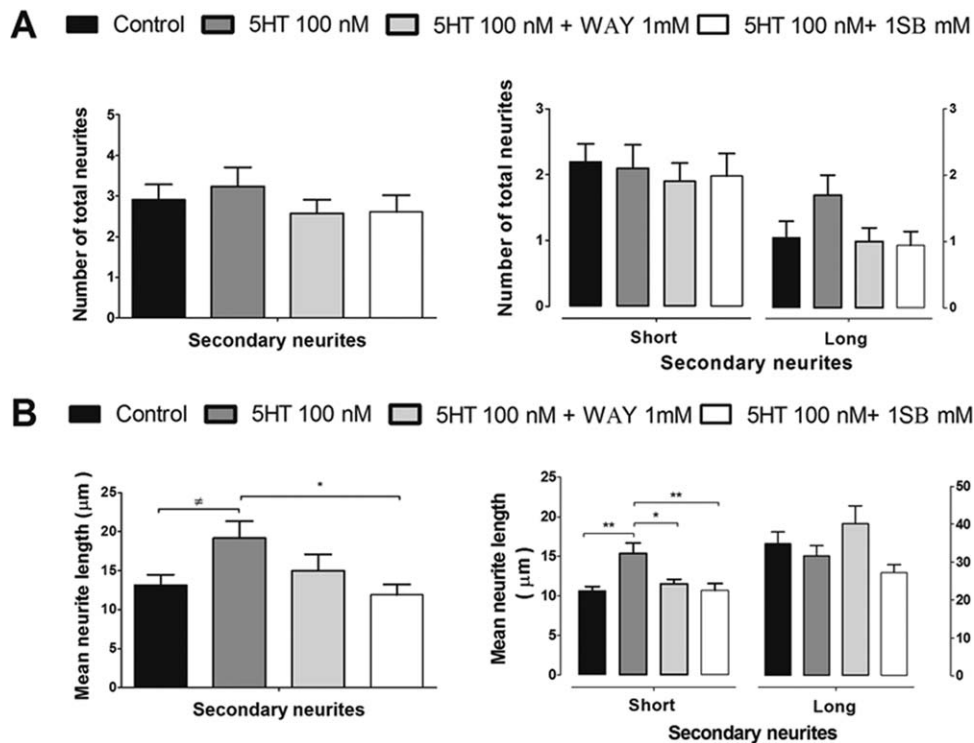 A Control 5HT 100 nM 5HT 100 nM + WAY 1mM 5HT 100 nM+ 1SB mM
Number of total neurites
5
4
3
2
1
0
Secondary neurites
Number of total neurites
3
2
1
0
3
2
1
0
Short Long
Secondary neurites
B Control 5HT 100 nM 5HT 100 nM + WAY 1mM 5HT 100 nM+ 1SB mM
Mean neurite length (μm )
25
20
15
10
5
0
≠
*
Secondary neurites
Mean neurite length
( μm )
25
20
15
10
5
0
**
**
*
50
40
30
20
10
0
Short Long
Secondary neurites